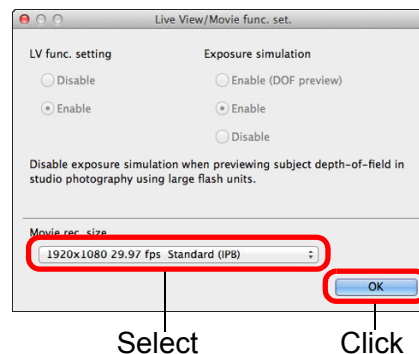 Live View/Movie func. set.
LV func. setting Exposure simulation
Disable Enable (DOF preview)
Enable Enable
Disable
Disable exposure simulation when previewing subject depth-of-field in
studio photography using large flash units.
Movie rec. size
1920x1080 29.97 fps Standard (IPB)
OK
Select Click